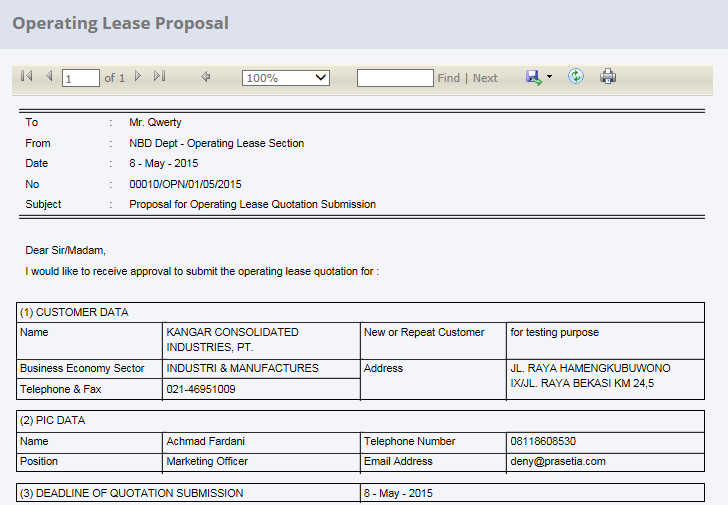 Operating Lease Proposal
1 of 1 100% Find | Next
To : Mr. Qwerty
From : NBD Dept - Operating Lease Section
Date : 8 - May - 2015
No : 00010/OPN/01/05/2015
Subject : Proposal for Operating Lease Quotation Submission
Dear Sir/Madam,
I would like to receive approval to submit the operating lease quotation for :
(1) CUSTOMER DATA
Name KANGAR CONSOLIDATED New or Repeat Customer for testing purpose
INDUSTRIES, PT.
Business Economy Sector INDUSTRI & MANUFACTURES Address JL. RAYA HAMENGKUBUWONO
Telephone & Fax 021-46951009 IX/JL. RAYA BEKASI KM 24,5
(2) PIC DATA
Name Achmad Fardani Telephone Number 08118608530
Position Marketing Officer Email Address deny@prasetia.com
(3) DEADLINE OF QUOTATION SUBMISSION 8 - May - 2015